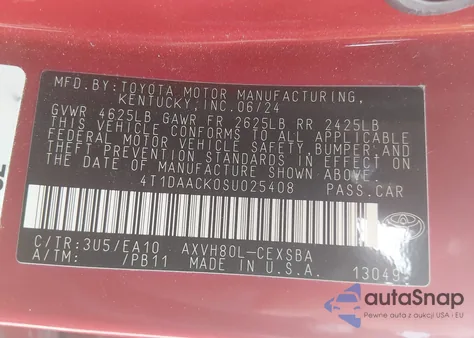 MFD.BY:TOYOTA MOTOR MANUFACTURING,
KENTUCKY,INC.06/24
GVWR 4625LB GAWR FR 2625LB RR 2425LB
THIS VEHICLE CONFORMS TO ALL APPLICABLE
FEDERAL MOTOR VEHICLE SAFETY,BUMPER,AND
THEFT PREVENTION STANDARDS IN EFFECT ON
THE DATE OF MANUFACTURE SHOWN ABOVE.
4T1DAACK0SU025408 PASS.CAR
C/TR:3U5/EA10 AXVH80L-CEXSBA
A/TM: /PB11 MADE IN U.S.A. 13049
autaSnap
Pewne auta z aukcji USA i EU